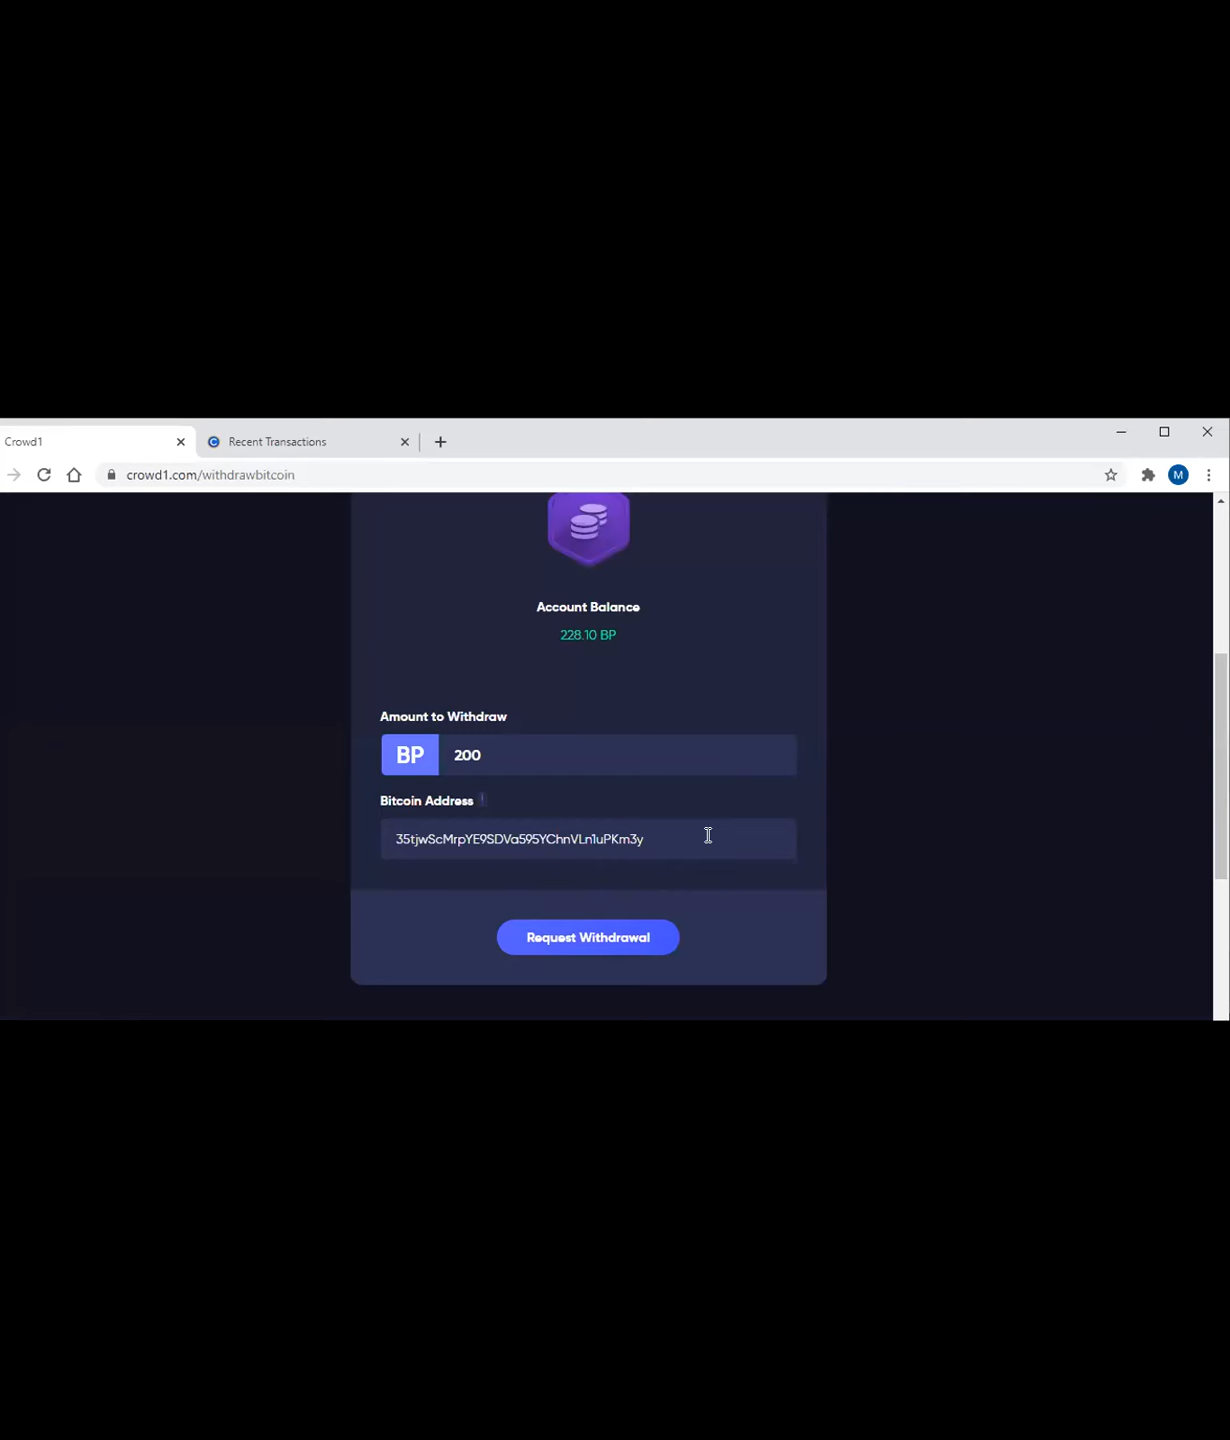 Crowd1
Recent Transactions
crowd1.com/withdrawbitcoin
M
Account Balance
228.10 BP
Amount to Withdraw
BP 200
Bitcoin Address !
35tjwScMrpYE9SDVa595YChnVLn1uPKm3y
Request Withdrawal